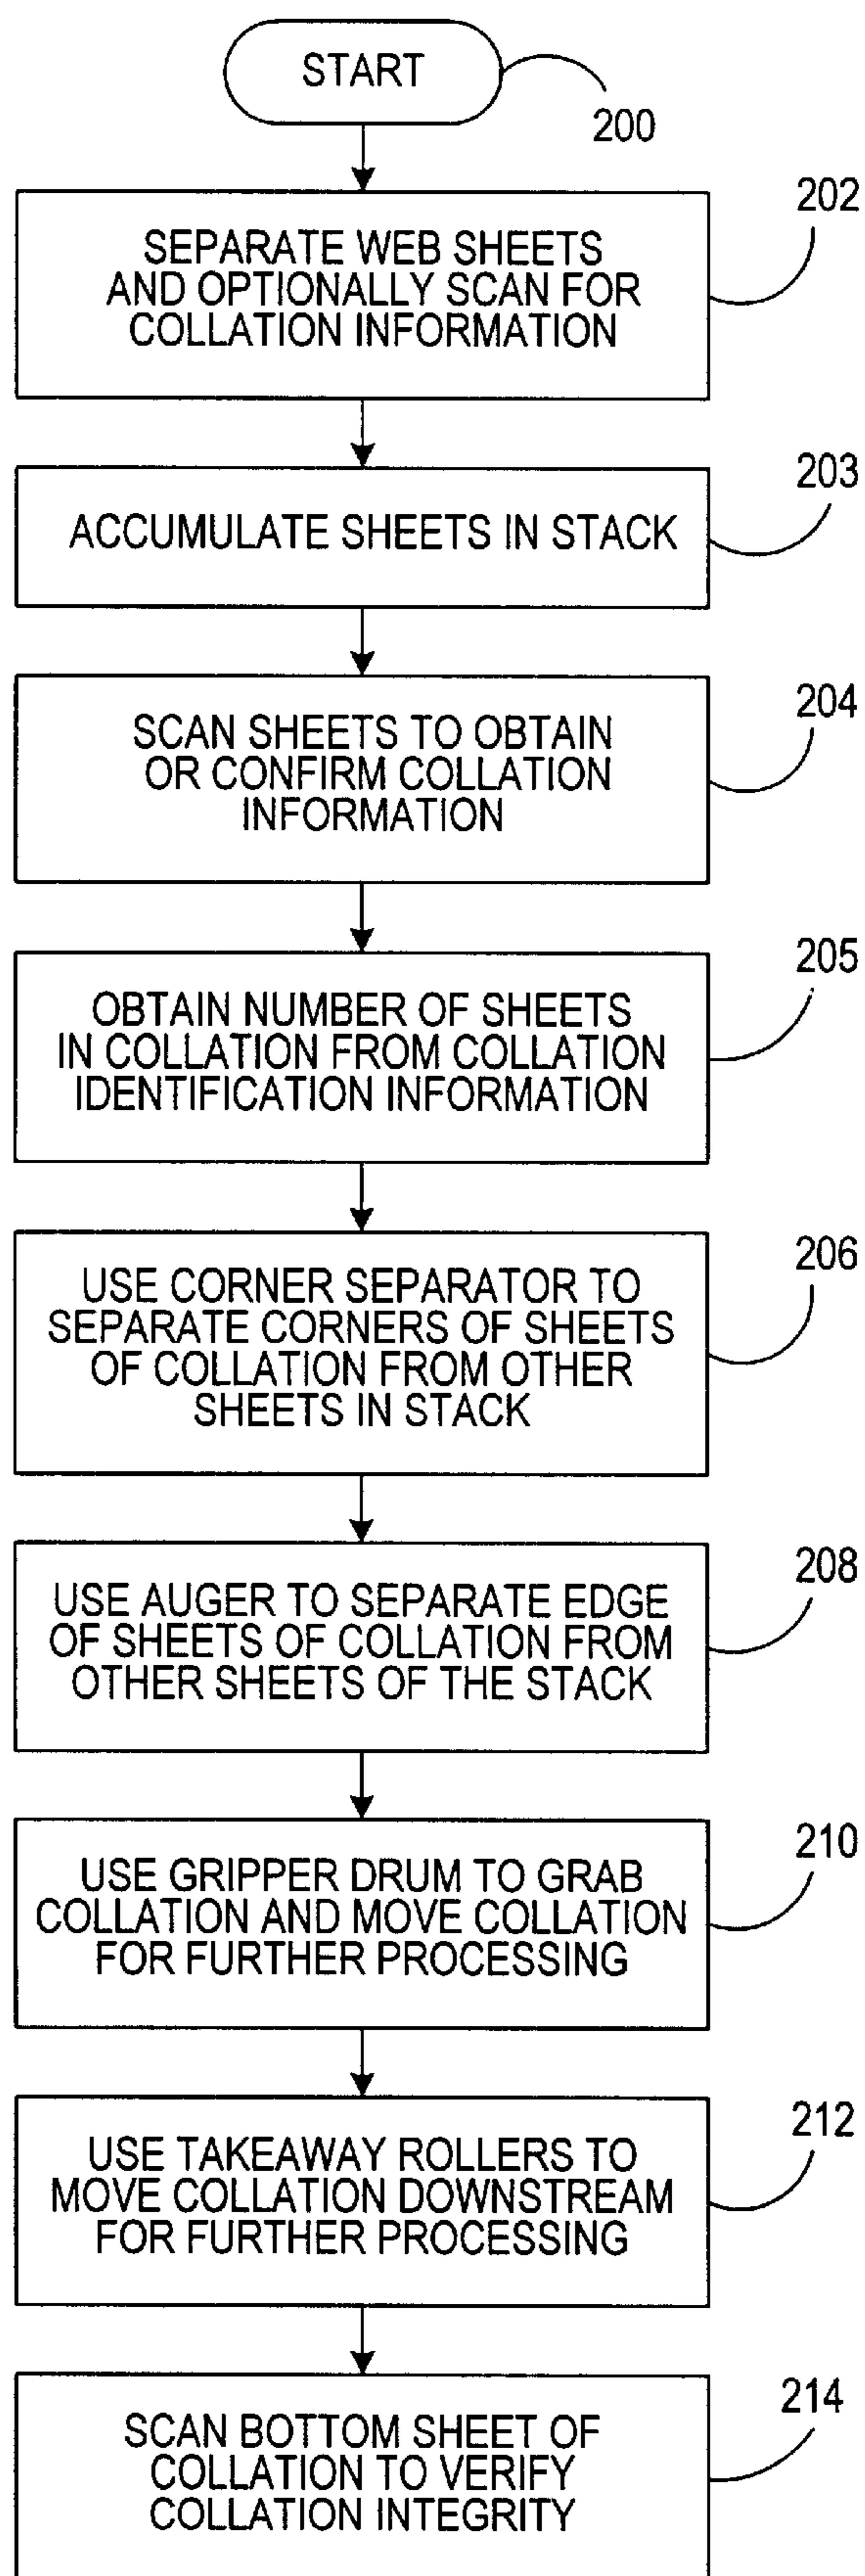 START
200
202
SEPARATE WEB SHEETS
AND OPTIONALLY SCAN FOR
COLLATION INFORMATION
203
ACCUMULATE SHEETS IN STACK
204
SCAN SHEETS TO OBTAIN
OR CONFIRM COLLATION
INFORMATION
205
OBTAIN NUMBER OF SHEETS
IN COLLATION FROM COLLATION
IDENTIFICATION INFORMATION
206
USE CORNER SEPARATOR TO
SEPARATE CORNERS OF SHEETS
OF COLLATION FROM OTHER
SHEETS IN STACK
208
USE AUGER TO SEPARATE EDGE
OF SHEETS OF COLLATION FROM
OTHER SHEETS OF THE STACK
210
USE GRIPPER DRUM TO GRAB
COLLATION AND MOVE COLLATION
FOR FURTHER PROCESSING
212
USE TAKEAWAY ROLLERS TO
MOVE COLLATION DOWNSTREAM
FOR FURTHER PROCESSING
214
SCAN BOTTOM SHEET OF
COLLATION TO VERIFY
COLLATION INTEGRITY